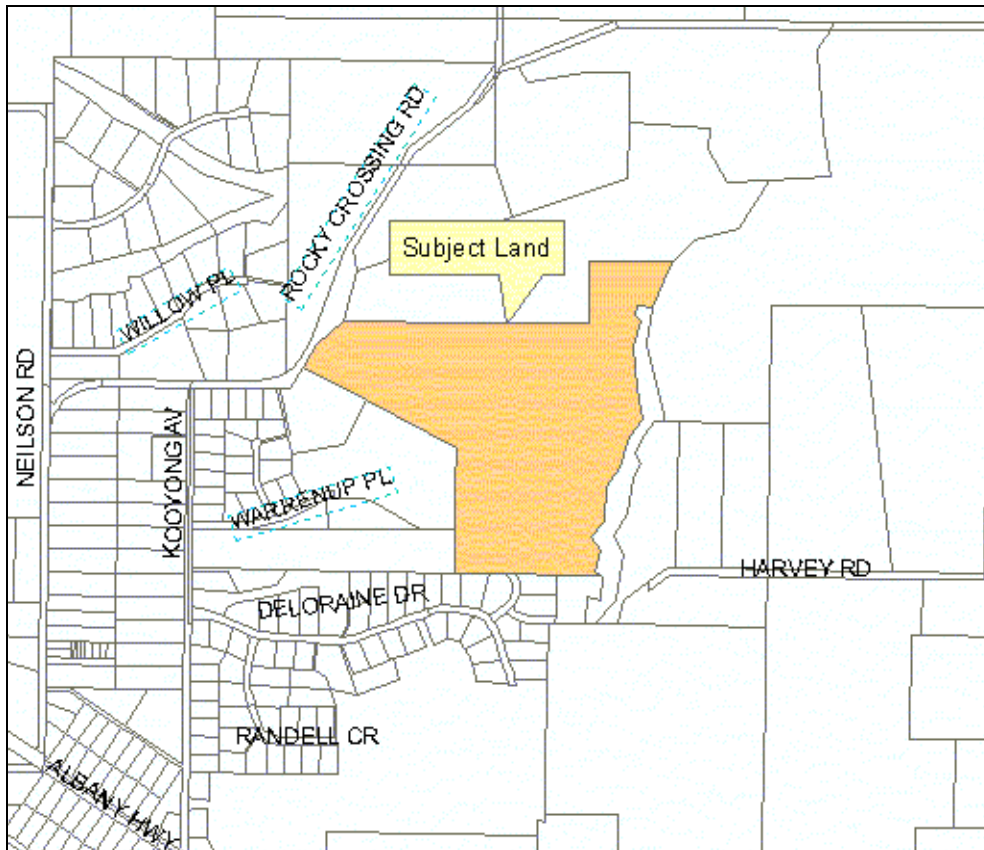 ROCKY CROSSING RD
Subject Land
WILLOW PL
NEILSON RD
KOOYONG AV
WARRENUP PL
HARVEY RD
DELORAINE DR
RANDELL CR
ALBANY HWY